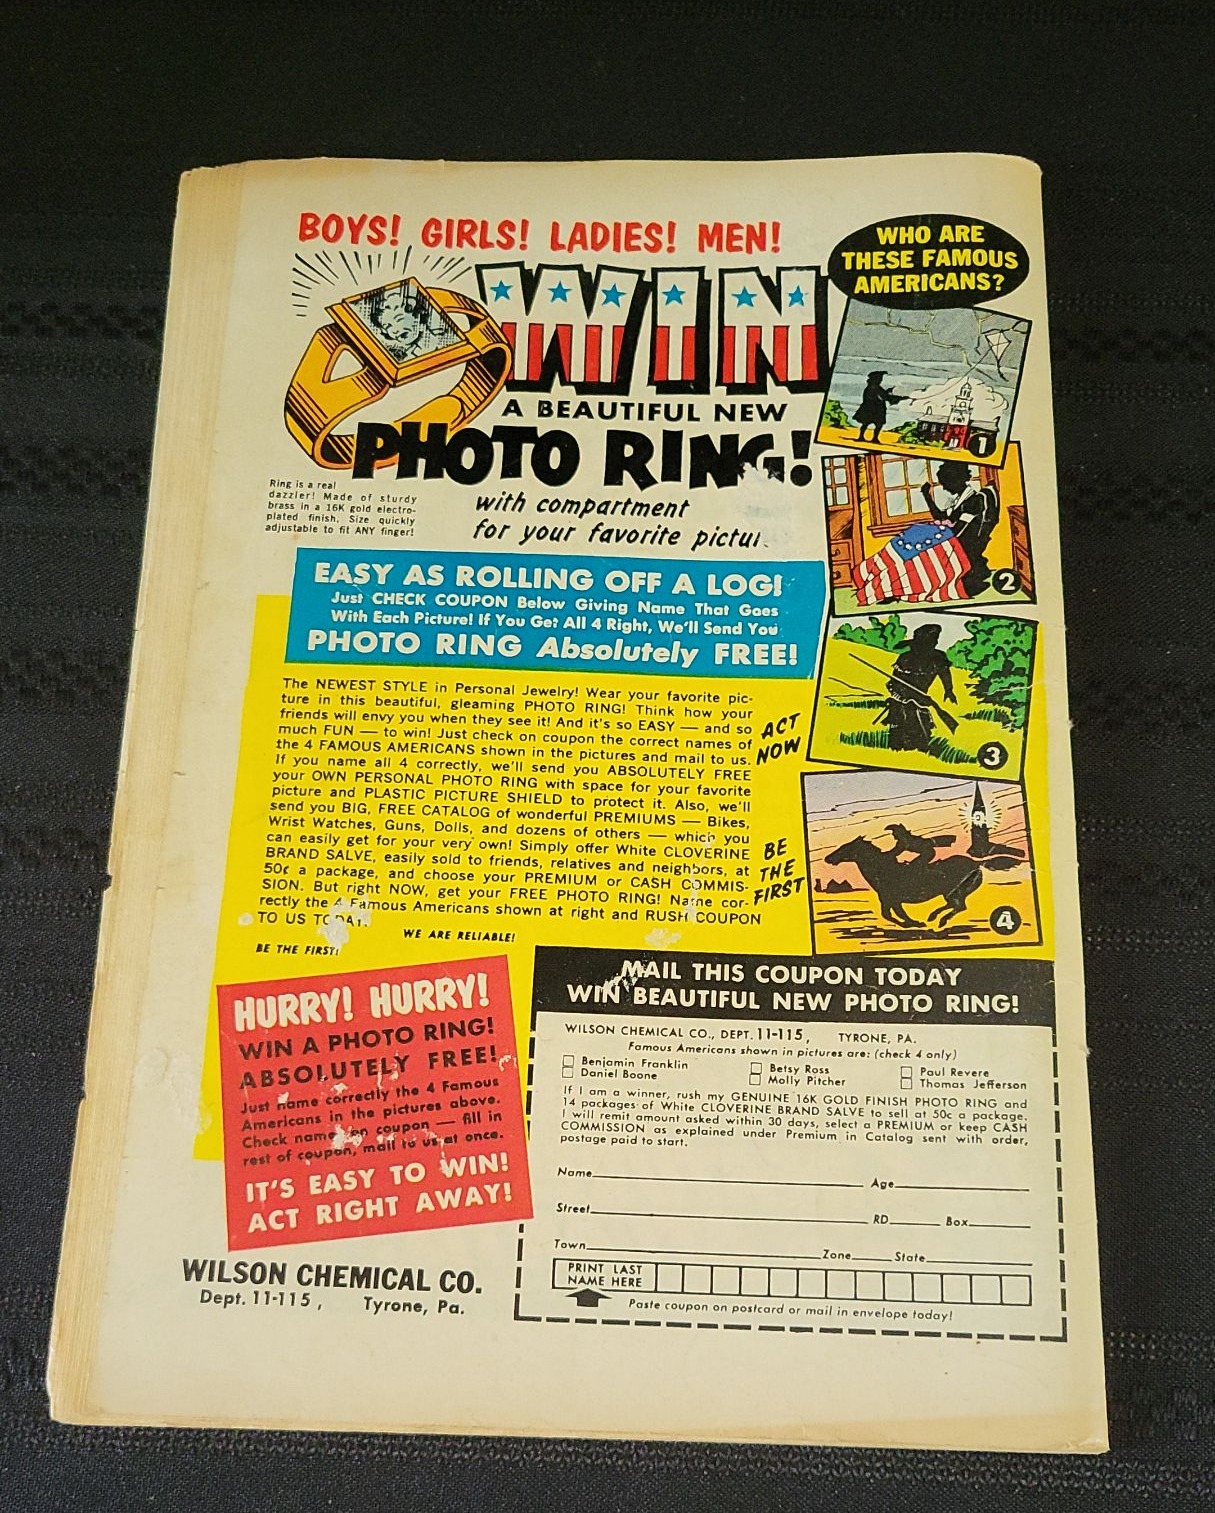 BOYS! GIRLS! LADIES! MEN!
WIN
A BEAUTIFUL NEW
PHOTO RING!
with compartment
for your favorite
Ring is a real
dazzler! Made of sturdy
brass in a 16K gold electro-
plated finish. Size quickly
adjustable to fit ANY finger!
WHO ARE
THESE FAMOUS
AMERICANS?
1
2
3
4
EASY AS ROLLING OFF A LOG!
Just CHECK COUPON Below Giving Name That Goes
With Each Picture! If You Get All 4 Right, We'll Send You
PHOTO RING Absolutely FREE!
The NEWEST STYLE in Personal Jewelry! Wear your favorite pic-
ture in this beautiful, gleaming PHOTO RING! Think how your
friends will envy you when they see it! And it's so EASY — and so
much FUN — to win! Just check on coupon the correct names of
the 4 FAMOUS AMERICANS shown in the pictures and mail to us.
If you name all 4 correctly, we'll send you ABSOLUTELY FREE
your OWN PERSONAL PHOTO RING with space for your favorite
picture and PLASTIC PICTURE SHIELD to protect it. Also, we'll
send you BIG, FREE CATALOG of wonderful PREMIUMS — Bikes,
Wrist Watches, Guns, Dolls, and dozens of others — which you
can easily get for your very own! Simply offer White CLOVERINE
BRAND SALVE, easily sold to friends, relatives and neighbors, at
50¢ a package, and choose your PREMIUM or CASH COMMIS-
SION. But right NOW, get your FREE PHOTO RING! Name cor-
rectly the 4 Famous Americans shown at right and RUSH COUPON
TO US TODAY.
ACT
NOW
BE
THE
FIRST
WE ARE RELIABLE!
BE THE FIRST!
HURRY! HURRY!
WIN A PHOTO RING!
ABSOLUTELY FREE!
Just name correctly the 4 Famous
Americans in the pictures above.
Check name on coupon — fill in
rest of coupon, mail to us at once.
IT'S EASY TO WIN!
ACT RIGHT AWAY!
WILSON CHEMICAL CO.
Dept. 11-115, Tyrone, Pa.
MAIL THIS COUPON TODAY
WIN BEAUTIFUL NEW PHOTO RING!
WILSON CHEMICAL CO., DEPT. 11-115, TYRONE, PA.
Famous Americans shown in pictures are: (check 4 only)
Benjamin Franklin Betsy Ross Paul Revere
Daniel Boone Molly Pitcher Thomas Jefferson
If I am a winner, rush my GENUINE 16K GOLD FINISH PHOTO RING and
14 packages of White CLOVERINE BRAND SALVE to sell at 50c a package.
I will remit amount asked within 30 days, select a PREMIUM or keep CASH
COMMISSION as explained under Premium in Catalog sent with order,
postage paid to start.
Name Age
Street RD Box
Town Zone State
PRINT LAST
NAME HERE
Paste coupon on postcard or mail in envelope today!